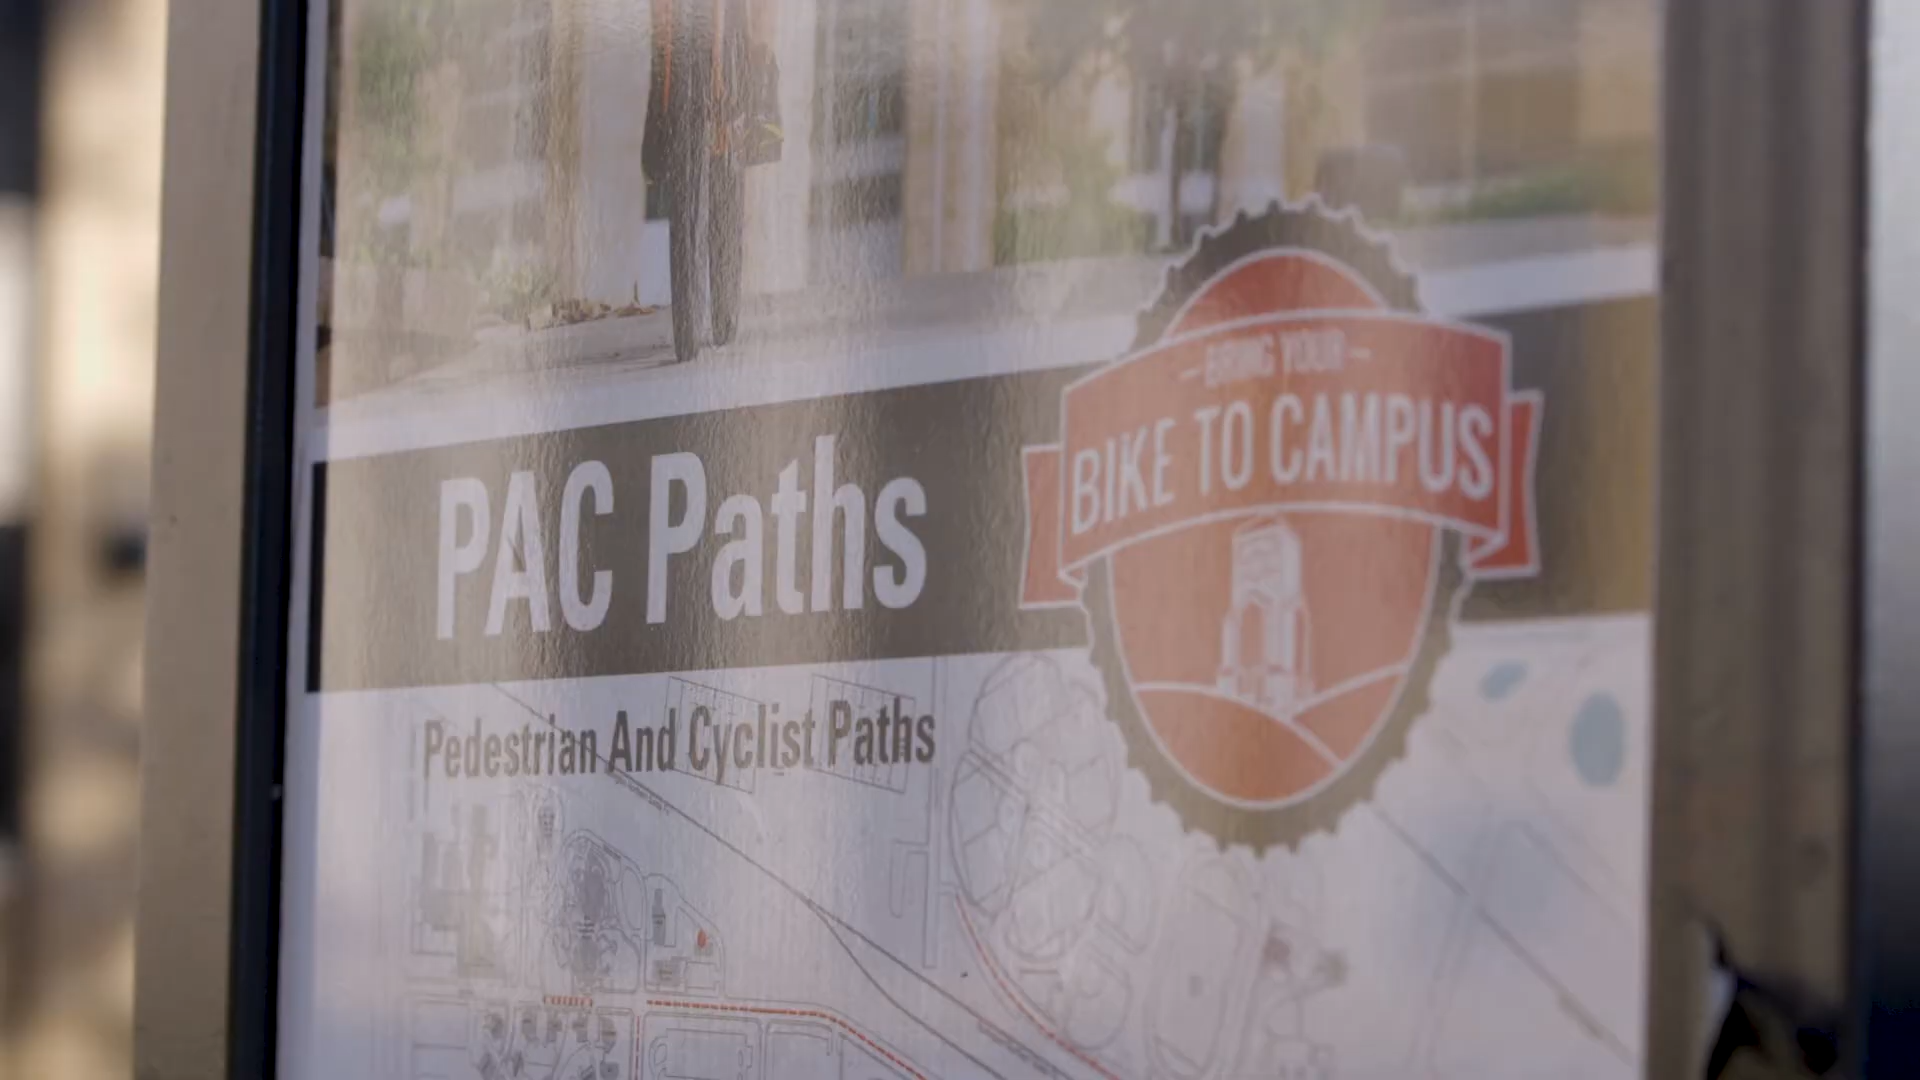 – BRING YOUR –
BIKE TO CAMPUS
PAC Paths
Pedestrian And Cyclist Paths